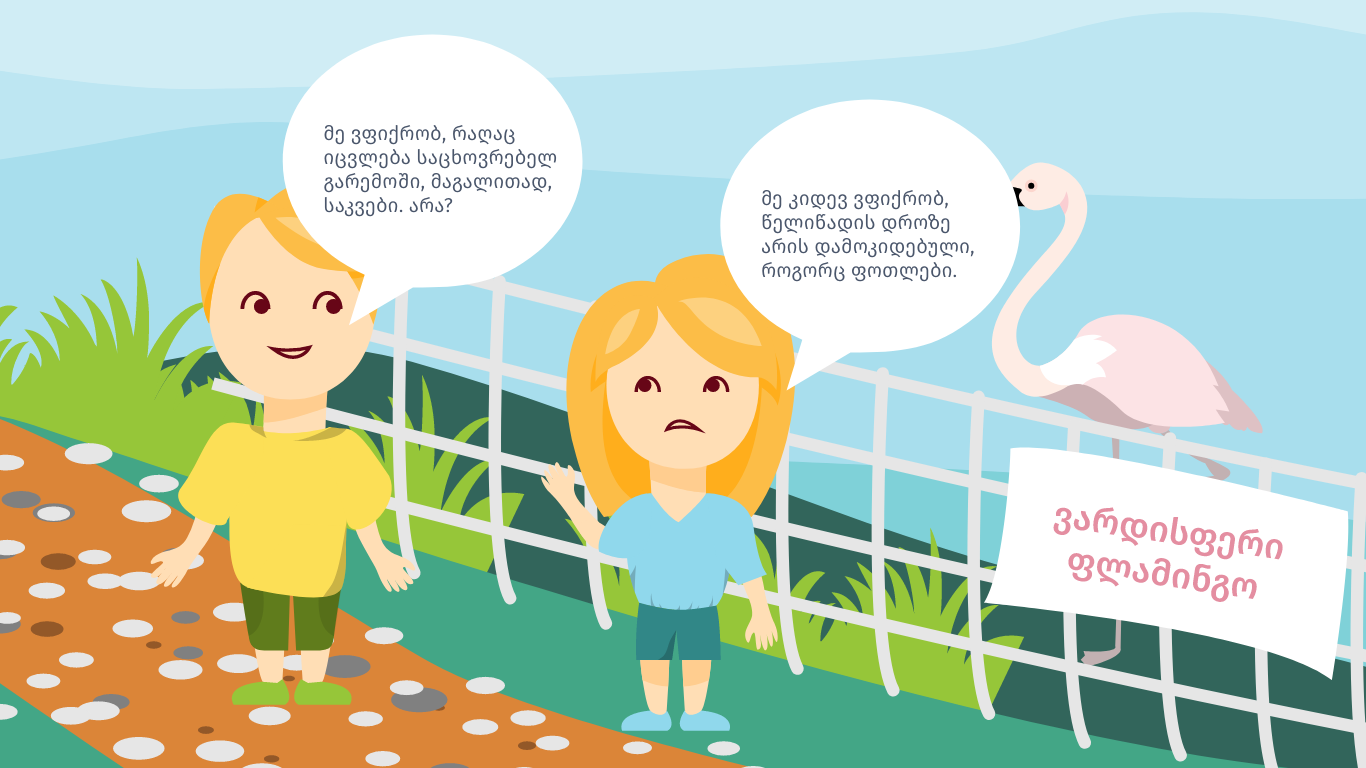 მე ვფიქრობ, რაღაც
იცვლება საცხოვრებელ
გარემოში, მაგალითად,
საკვები. არა?
მე კიდევ ვფიქრობ,
წელიწადის დროზე
არის დამოკიდებული,
როგორც ფოთლები.
ვარდისფერი
ფლამინგო